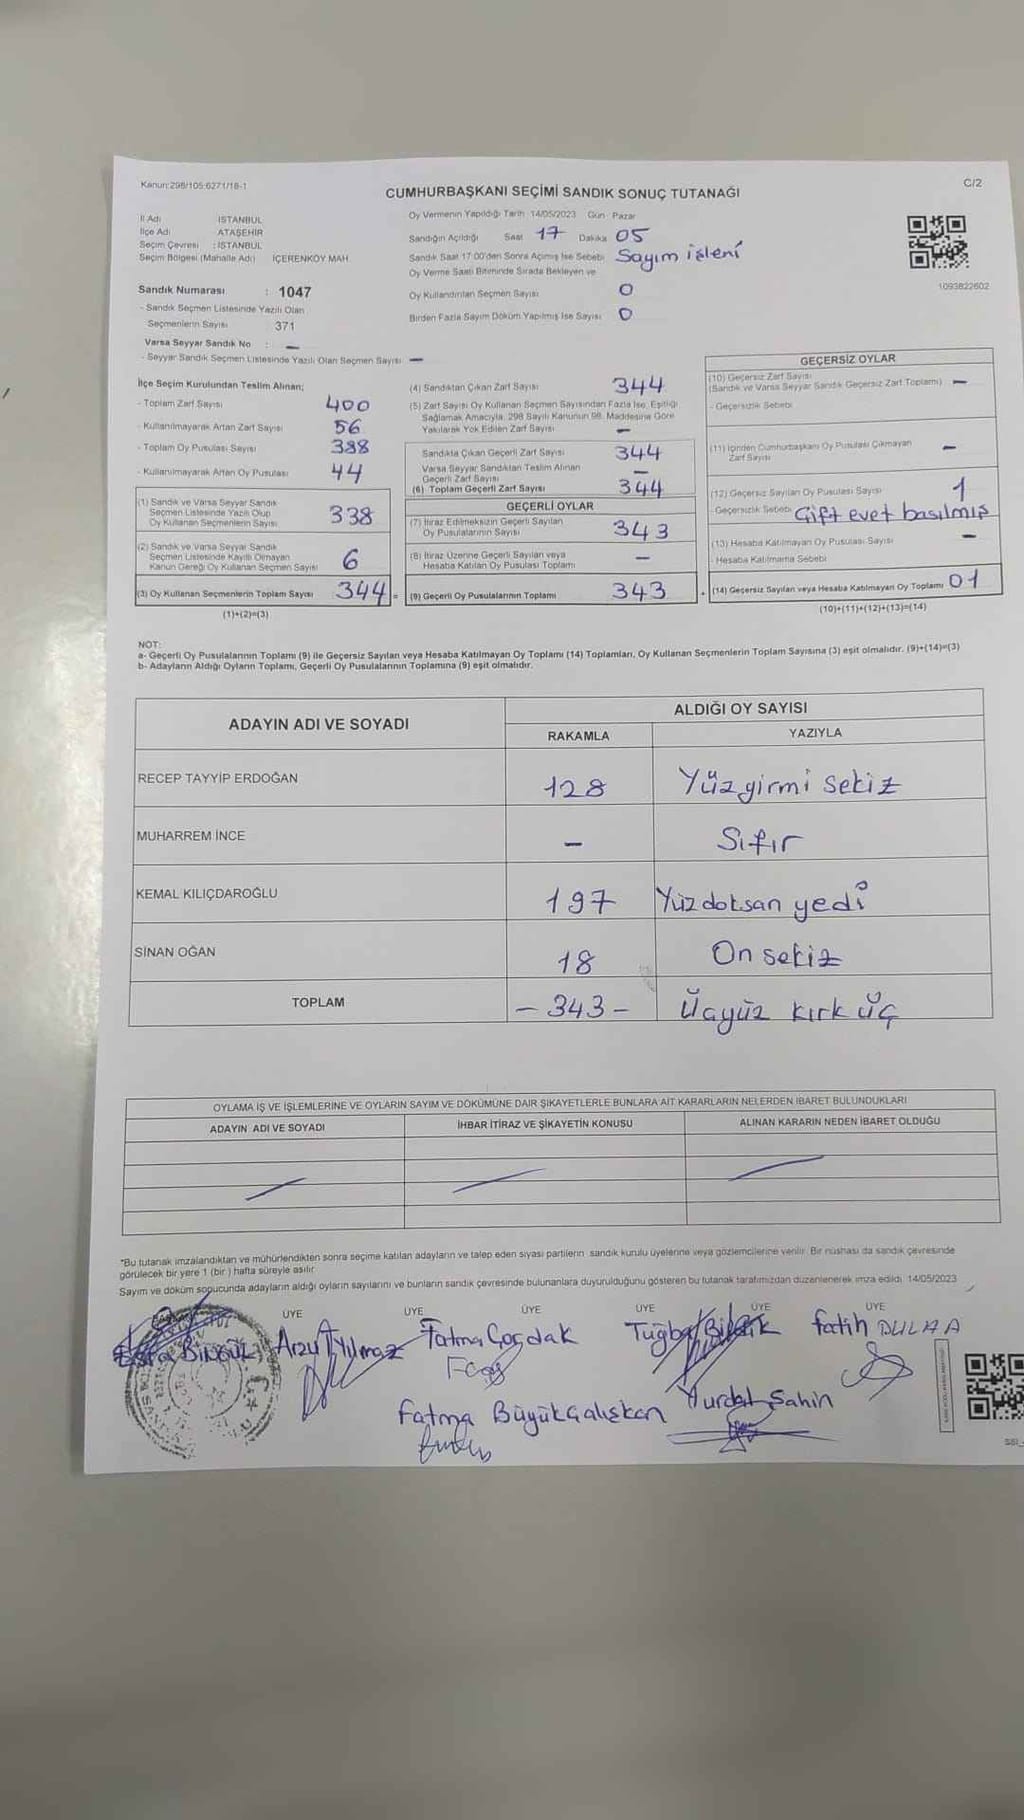 Kanun:298/105:6271/18-1
C/2
CUMHURBAŞKANI SEÇİMİ SANDIK SONUÇ TUTANAĞI
İl Adı İSTANBUL
İlçe Adı ATAŞEHİR
Seçim Çevresi : İSTANBUL
Seçim Bölgesi (Mahalle Adı) İÇERENKÖY MAH.
Sandık Numarası : 1047
- Sandık Seçmen Listesinde Yazılı Olan
Seçmenlerin Sayısı 371
Varsa Seyyar Sandık No : —
- Seyyar Sandık Seçmen Listesinde Yazılı Olan Seçmen Sayısı —
Oy Vermenin Yapıldığı Tarih 14/05/2023 Gün Pazar
Sandığın Açıldığı Saat 17 Dakika 05
Sandık Saat 17:00'den Sonra Açılmış İse Sebebi Sayım işleni
Oy Verme Saati Bitiminde Sırada Bekleyen ve
Oy Kullandırılan Seçmen Sayısı 0
Birden Fazla Sayım Döküm Yapılmış İse Sayısı 0
1093822602
İlçe Seçim Kurulundan Teslim Alınan;
- Toplam Zarf Sayısı 400
- Kullanılmayarak Artan Zarf Sayısı 56
- Toplam Oy Pusulası Sayısı 388
- Kullanılmayarak Artan Oy Pusulası 44
(1) Sandık ve Varsa Seyyar Sandık
Seçmen Listesinde Yazılı Olup
Oy Kullanan Seçmenlerin Sayısı 338
(2) Sandık ve Varsa Seyyar Sandık
Seçmen Listesinde Kayıtlı Olmayan
Kanun Gereği Oy Kullanan Seçmen Sayısı 6
(3) Oy Kullanan Seçmenlerin Toplam Sayısı 344 =
(1)+(2)=(3)
(4) Sandıktan Çıkan Zarf Sayısı 344
(5) Zarf Sayısı Oy Kullanan Seçmen Sayısından Fazla İse, Eşitliği
Sağlamak Amacıyla, 298 Sayılı Kanunun 98. Maddesine Göre
Yakılarak Yok Edilen Zarf Sayısı —
Sandıkta Çıkan Geçerli Zarf Sayısı 344
Varsa Seyyar Sandıktan Teslim Alınan
Geçerli Zarf Sayısı —
(6) Toplam Geçerli Zarf Sayısı 344
GEÇERLİ OYLAR
(7) İtiraz Edilmeksizin Geçerli Sayılan
Oy Pusulalarının Sayısı 343
(8) İtiraz Üzerine Geçerli Sayılan veya
Hesaba Katılan Oy Pusulası Toplamı —
(9) Geçerli Oy Pusulalarının Toplamı 343 +
GEÇERSİZ OYLAR
(10) Geçersiz Zarf Sayısı
(Sandık ve Varsa Seyyar Sandık Geçersiz Zarf Toplamı) —
- Geçersizlik Sebebi
(11) İçinden Cumhurbaşkanı Oy Pusulası Çıkmayan
Zarf Sayısı —
(12) Geçersiz Sayılan Oy Pusulası Sayısı 1
- Geçersizlik Sebebi Çift evet basılmış
(13) Hesaba Katılmayan Oy Pusulası Sayısı —
- Hesaba Katılmama Sebebi
(14) Geçersiz Sayılan veya Hesaba Katılmayan Oy Toplamı 01
(10)+(11)+(12)+(13)=(14)
NOT:
a- Geçerli Oy Pusulalarının Toplamı (9) ile Geçersiz Sayılan veya Hesaba Katılmayan Oy Toplamı (14) Toplamları, Oy Kullanan Seçmenlerin Toplam Sayısına (3) eşit olmalıdır. (9)+(14)=(3)
b- Adayların Aldığı Oyların Toplamı, Geçerli Oy Pusulalarının Toplamına (9) eşit olmalıdır.
ADAYIN ADI VE SOYADI
ALDIĞI OY SAYISI
RAKAMLA YAZIYLA
RECEP TAYYİP ERDOĞAN 128 Yüzyirmi sekiz
MUHARREM İNCE — Sıfır
KEMAL KILIÇDAROĞLU 197 Yüz doksan yedi
SİNAN OĞAN 18 On sekiz
TOPLAM - 343 - Üçyüz kırk üç
OYLAMA İŞ VE İŞLEMLERİNE VE OYLARIN SAYIM VE DÖKÜMÜNE DAİR ŞİKAYETLERLE BUNLARA AİT KARARLARIN NELERDEN İBARET BULUNDUKLARI
ADAYIN ADI VE SOYADI İHBAR İTİRAZ VE ŞİKAYETİN KONUSU ALINAN KARARIN NEDEN İBARET OLDUĞU
*Bu tutanak imzalandıktan ve mühürlendikten sonra seçime katılan adayların ve talep eden siyasi partilerin sandık kurulu üyelerine veya gözlemcilerine verilir. Bir nüshası da sandık çevresinde
görülecek bir yere 1 (bir) hafta süreyle asılır.
Sayım ve döküm sonucunda adayların aldığı oyların sayılarını ve bunların sandık çevresinde bulunanlara duyurulduğunu gösteren bu tutanak tarafımızdan düzenlenerek imza edildi. 14/05/2023
ÜYE ÜYE ÜYE ÜYE ÜYE ÜYE
Esra Bingül Arzu Yılmaz Fatma Çoşdak Tuğba Fatih DULHA
Fatma Büyükçalışkan Nurdat Şahin